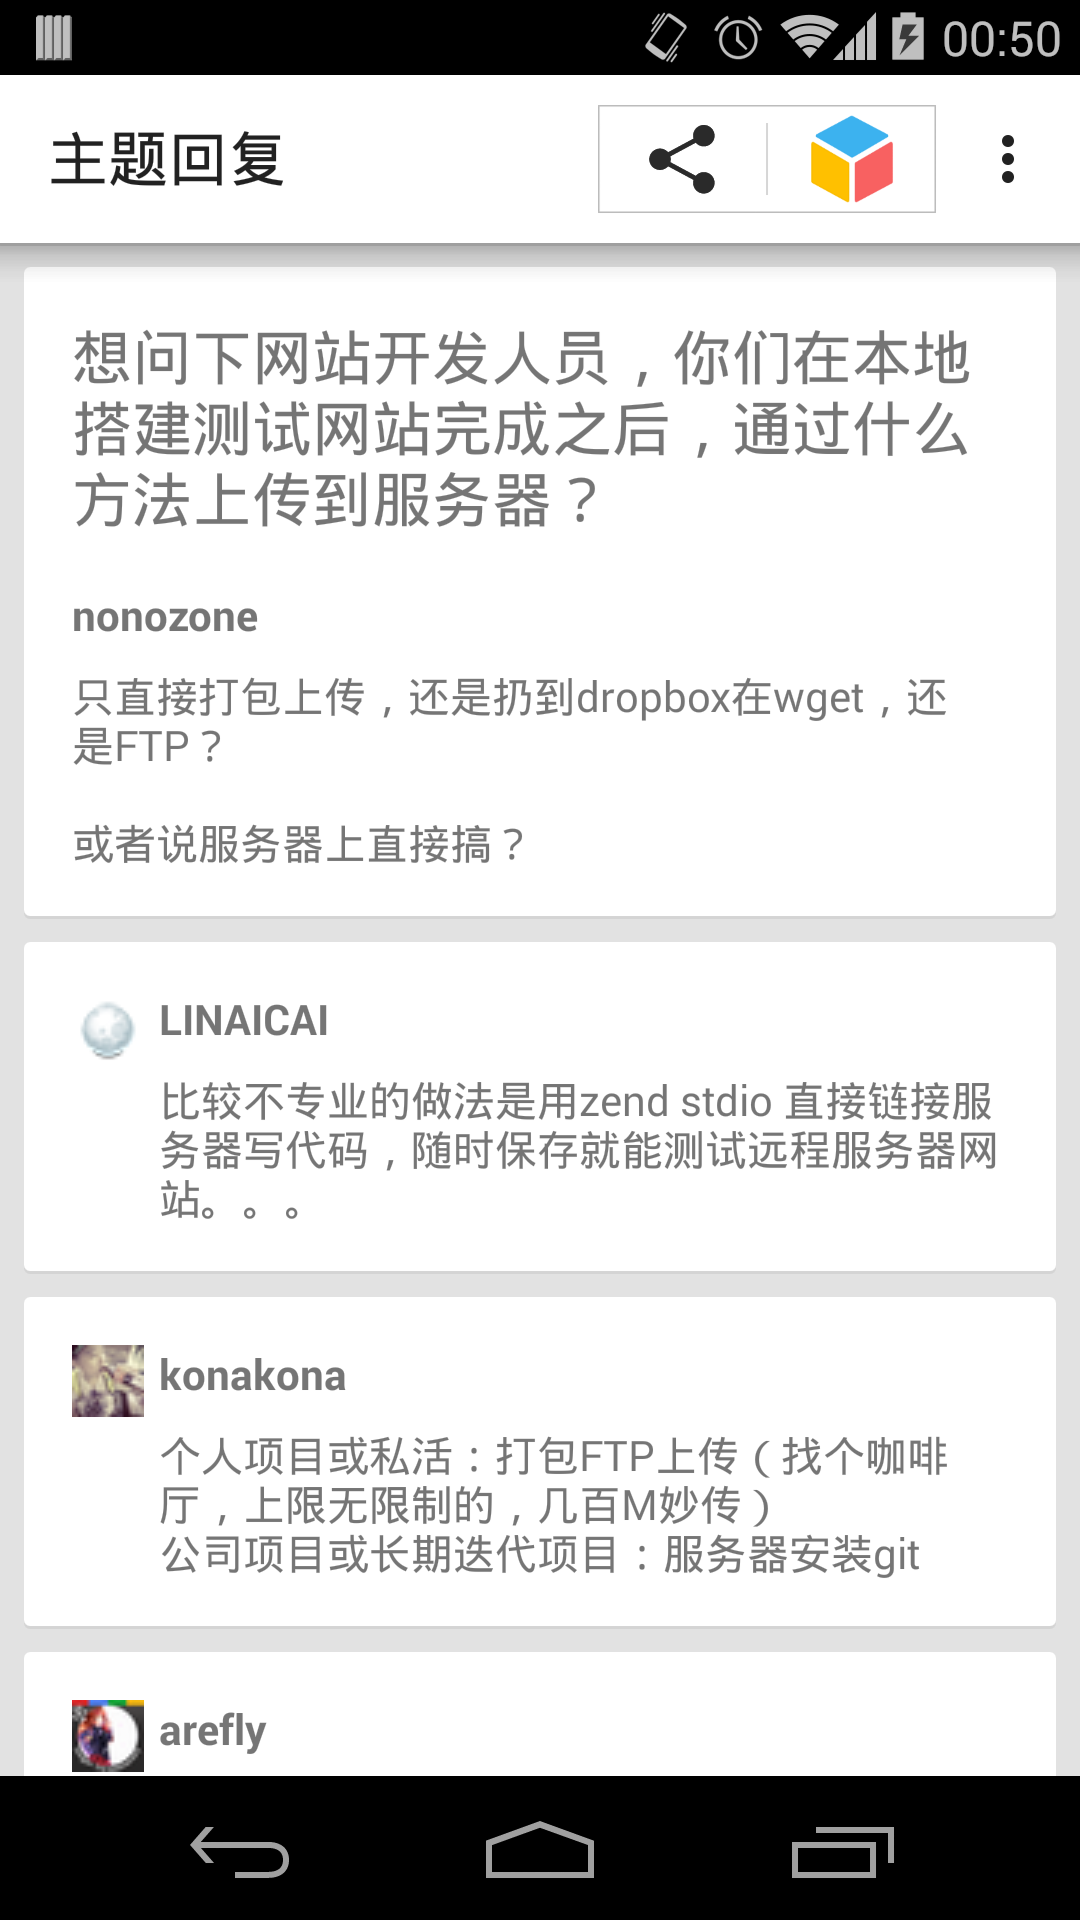 00:50
主题回复
想问下网站开发人员，你们在本地
搭建测试网站完成之后，通过什么
方法上传到服务器？
nonozone
只直接打包上传，还是扔到dropbox在wget，还
是FTP？
或者说服务器上直接搞？
LINAICAI
比较不专业的做法是用zend stdio 直接链接服
务器写代码，随时保存就能测试远程服务器网
站。。。
konakona
个人项目或私活：打包FTP上传（找个咖啡
厅，上限无限制的，几百M妙传）
公司项目或长期迭代项目：服务器安装git
arefly